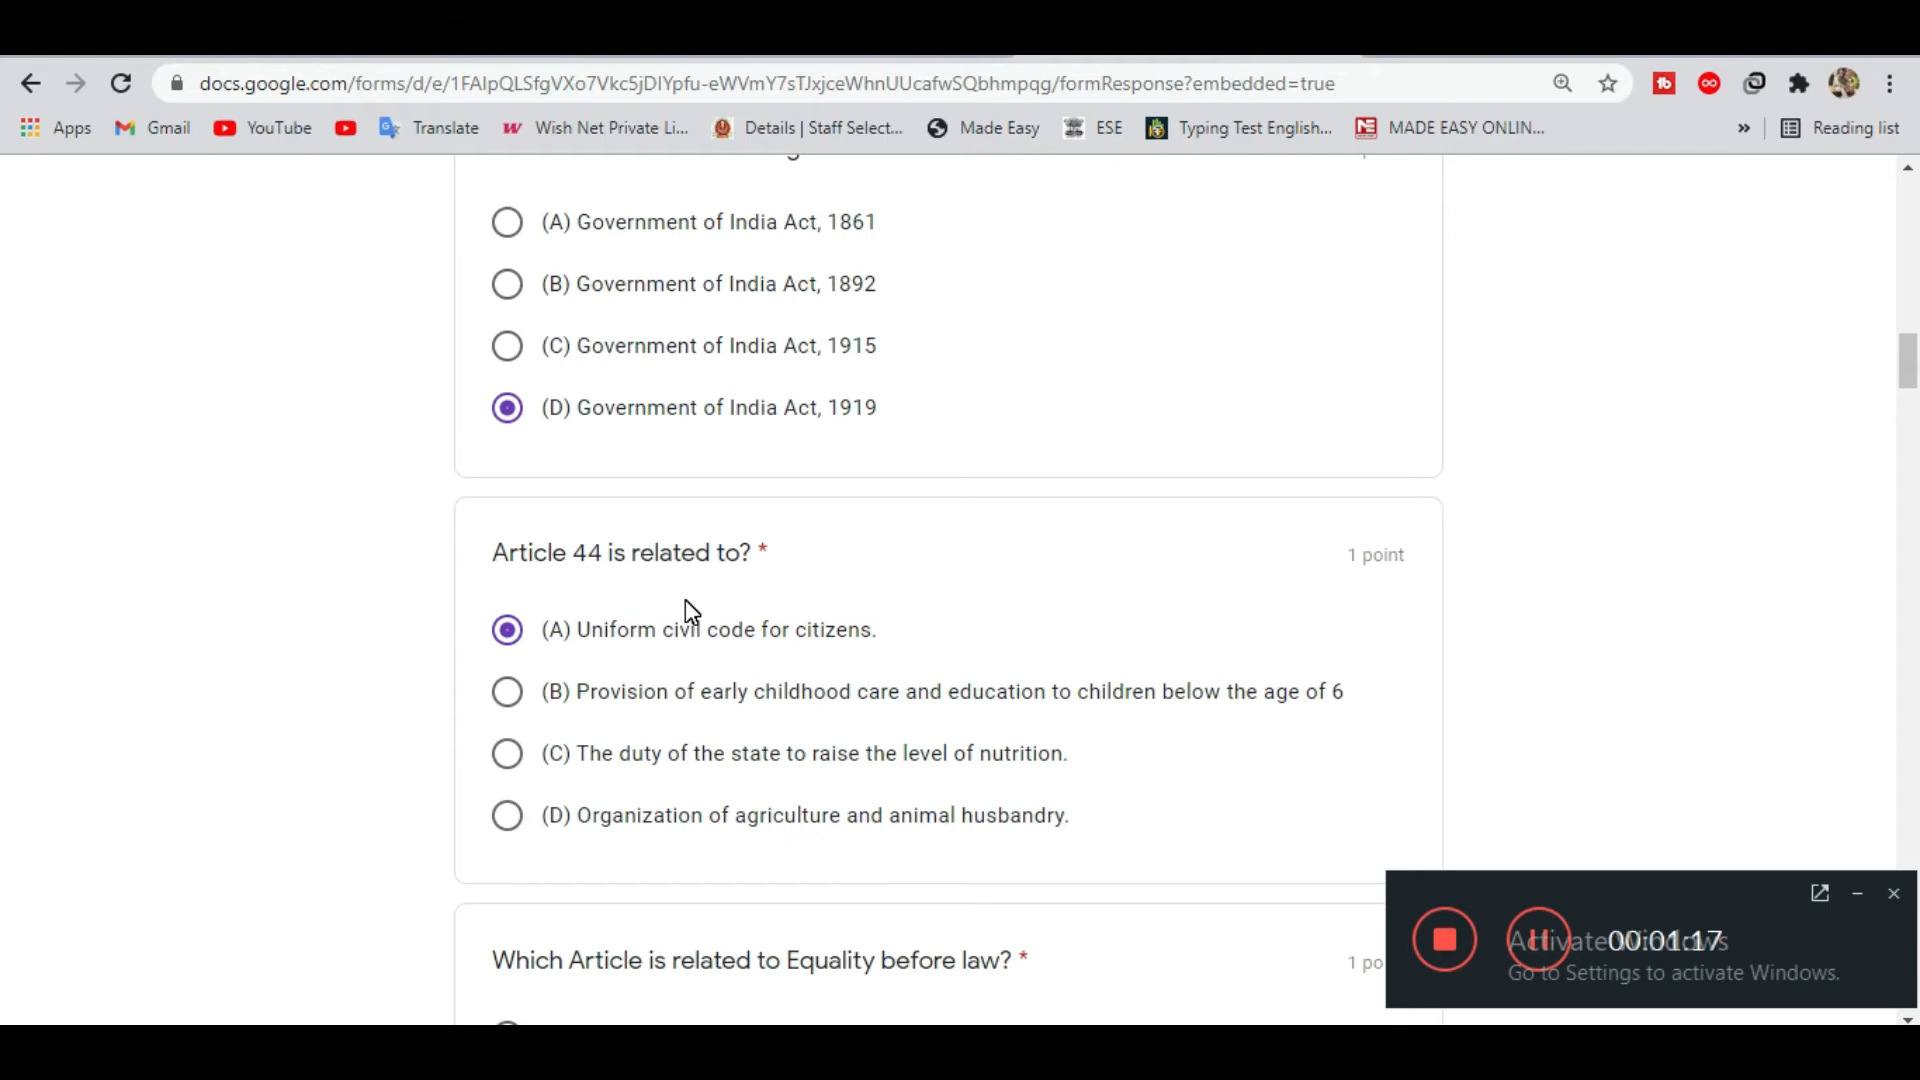 docs.google.com/forms/d/e/1FAIpQLSfgVXo7Vkc5jDIYpfu-eWVmY7sTJxjceWhnUUcafwSQbhmpqg/formResponse?embedded=true
Apps Gmail YouTube Translate Wish Net Private Li... Details | Staff Select... Made Easy ESE Typing Test English... MADE EASY ONLIN... » Reading list
(A) Government of India Act, 1861
(B) Government of India Act, 1892
(C) Government of India Act, 1915
(D) Government of India Act, 1919
Article 44 is related to? *
1 point
(A) Uniform civil code for citizens.
(B) Provision of early childhood care and education to children below the age of 6
(C) The duty of the state to raise the level of nutrition.
(D) Organization of agriculture and animal husbandry.
Which Article is related to Equality before law? *
1 po
00:01:17
Activate Windows
Go to Settings to activate Windows.